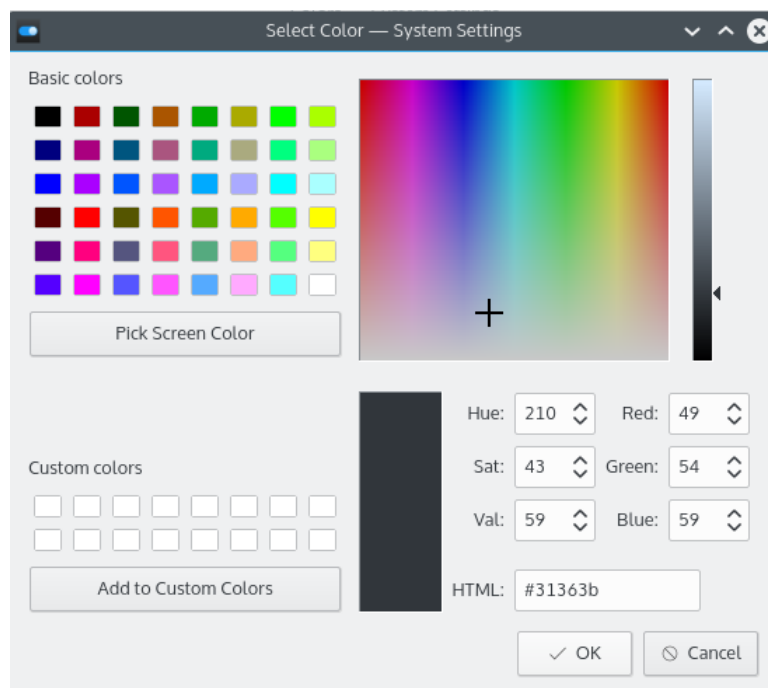 Select Color — System Settings
Basic colors
Pick Screen Color
Custom colors
Add to Custom Colors
Hue: 210 Red: 49
Sat: 43 Green: 54
Val: 59 Blue: 59
HTML: #31363b
OK Cancel